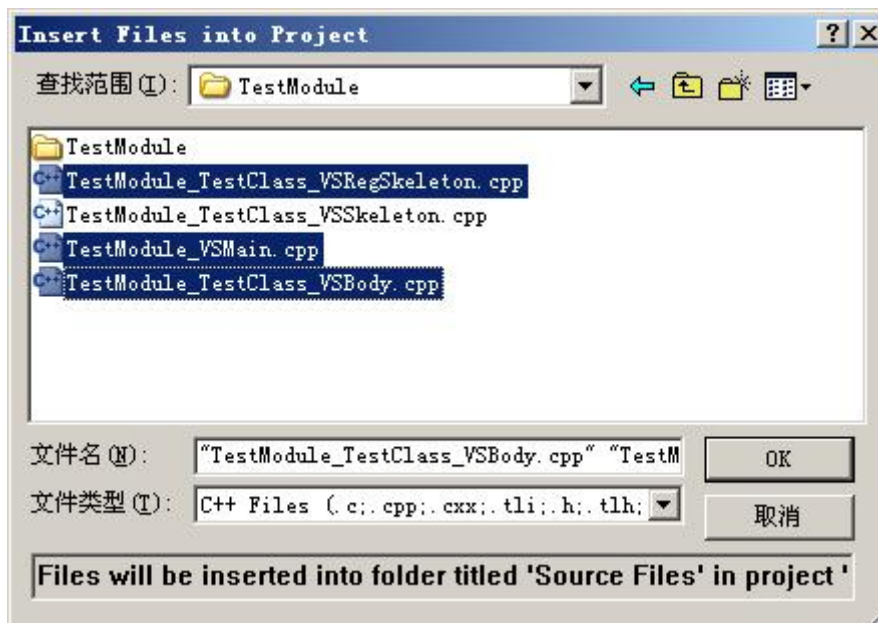 Insert Files into Project
查找范围(I): TestModule
TestModule
TestModule_TestClass_VSRegSkeleton.cpp
TestModule_TestClass_VSSkeleton.cpp
TestModule_VSMain.cpp
TestModule_TestClass_VSBody.cpp
文件名(N): "TestModule_TestClass_VSBody.cpp" "TestM OK
文件类型(T): C++ Files (.c;.cpp;.cxx;.tli;.h;.tlh; 取消
Files will be inserted into folder titled 'Source Files' in project '